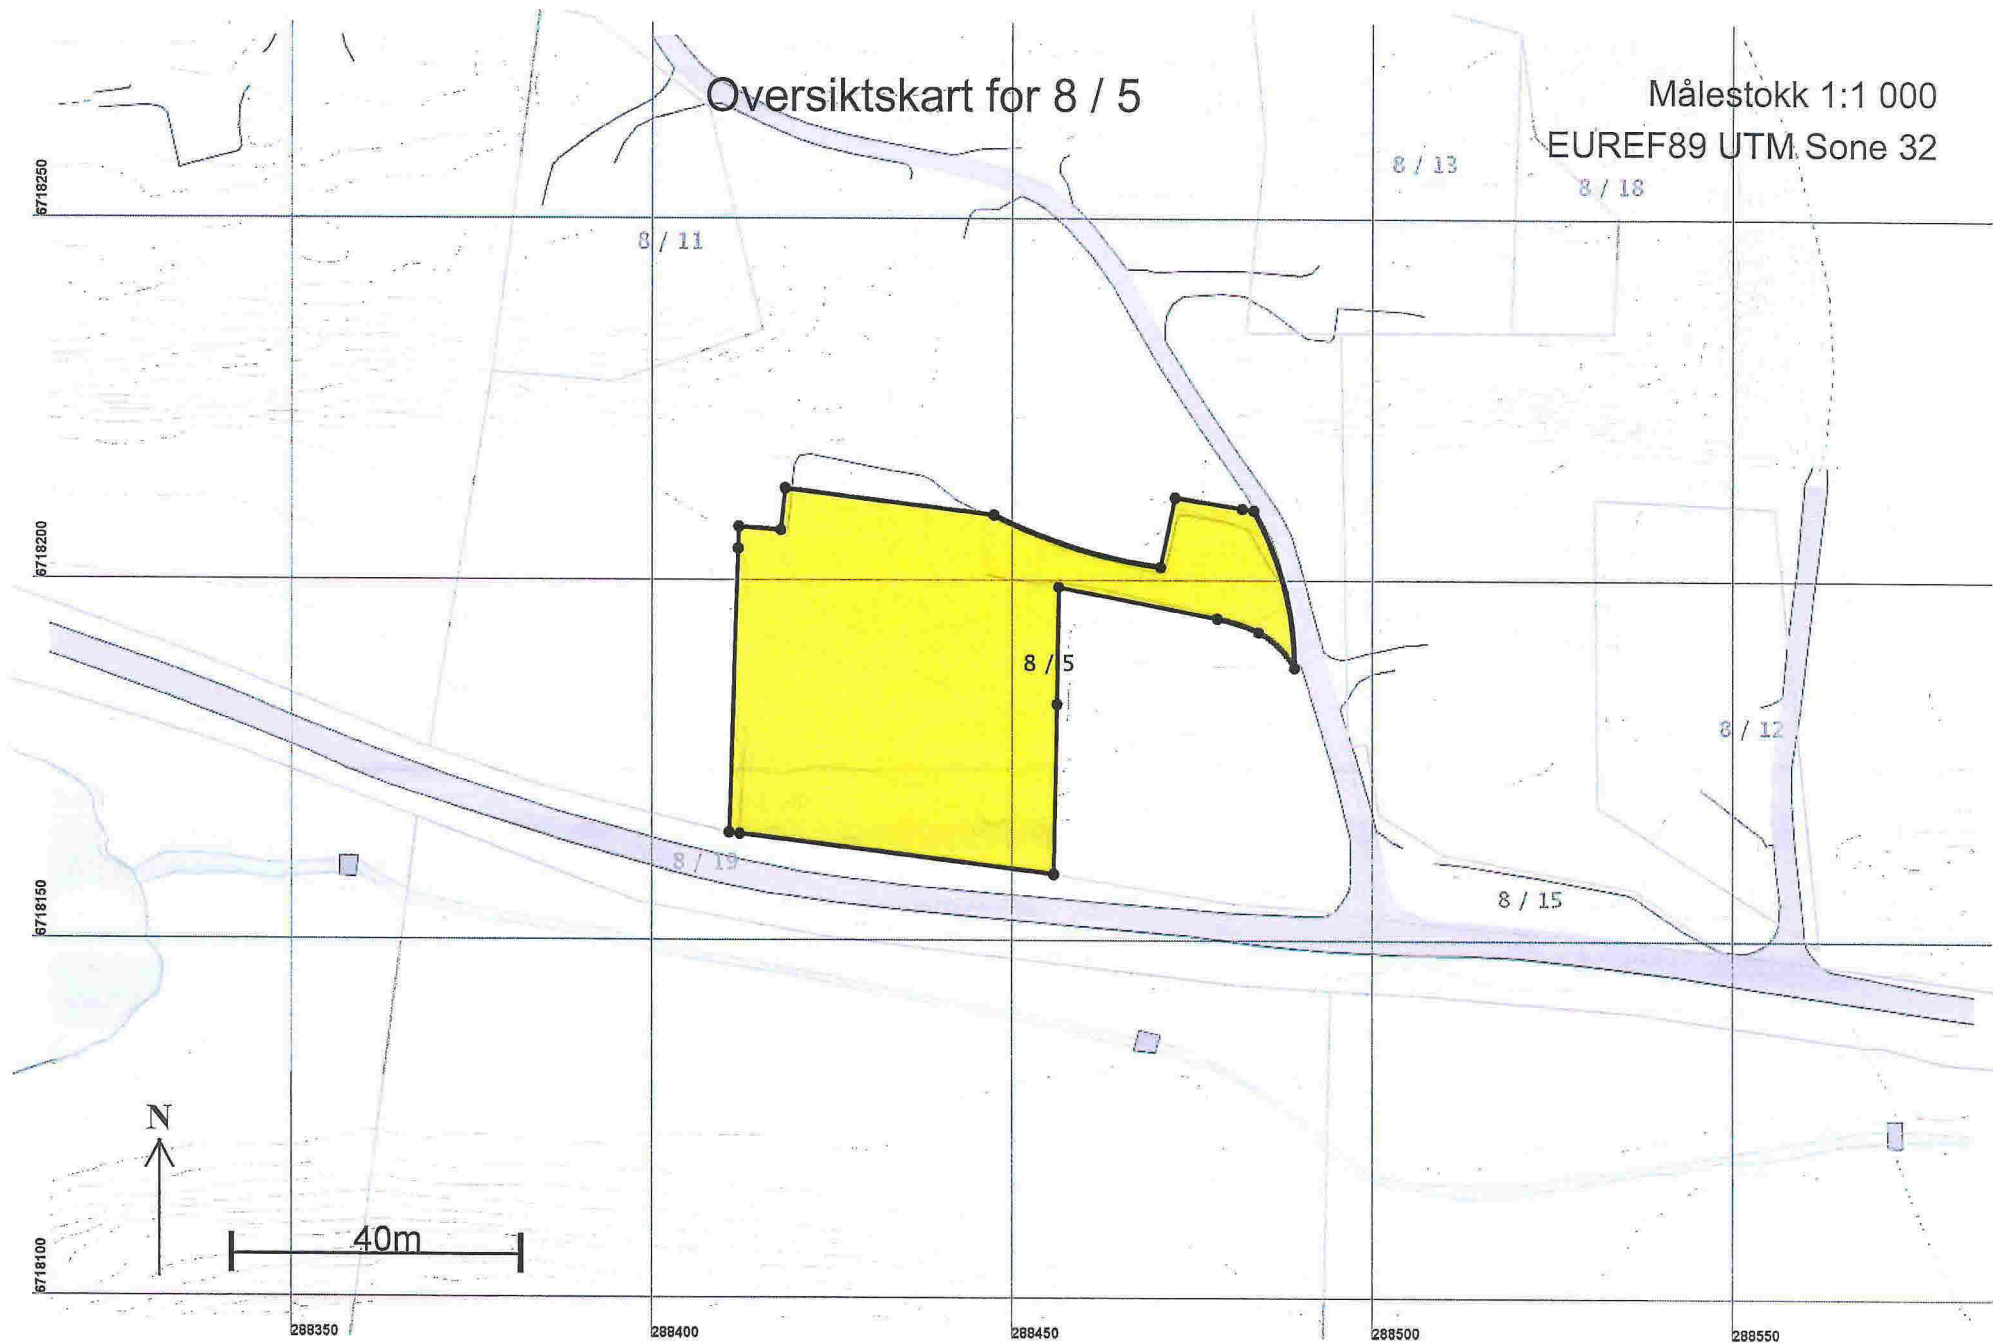 Oversiktskart for 8 / 5
Målestokk 1:1 000
EUREF89 UTM Sone 32
8 / 13
8 / 18
6718250
8 / 11
6718200
8 / 5
8 / 12
8 / 19
6718150
8 / 15
N
40m
6718100
288350
288400
288450
288500
288550